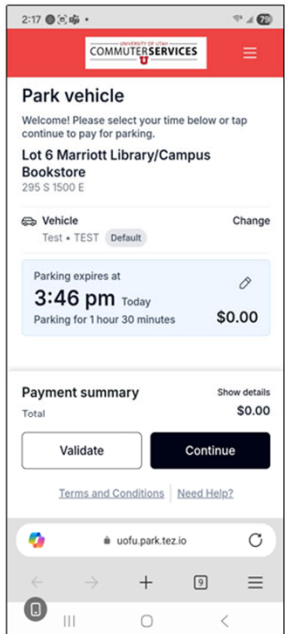 2:17
79
UNIVERSITY OF UTAH
COMMUTERSERVICES
U
Park vehicle
Welcome! Please select your time below or tap
continue to pay for parking.
Lot 6 Marriott Library/Campus
Bookstore
295 S 1500 E
Vehicle Change
Test • TEST Default
Parking expires at
3:46 pm Today
Parking for 1 hour 30 minutes $0.00
Payment summary Show details
Total $0.00
Validate Continue
Terms and Conditions Need Help?
uofu.park.tez.io
9